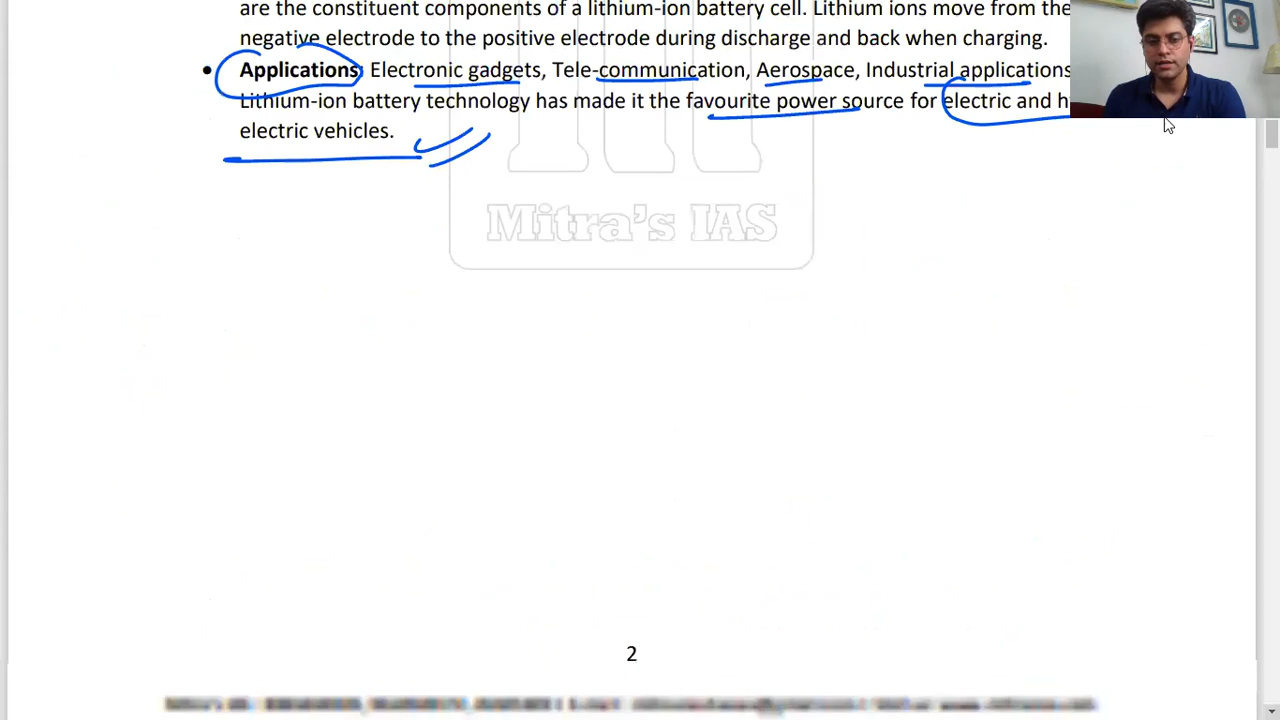 are the constituent components of a lithium-ion battery cell. Lithium ions move from the
negative electrode to the positive electrode during discharge and back when charging.
• Applications: Electronic gadgets, Tele-communication, Aerospace, Industrial applications
Lithium-ion battery technology has made it the favourite power source for electric and h
electric vehicles.
Mitra's IAS
2